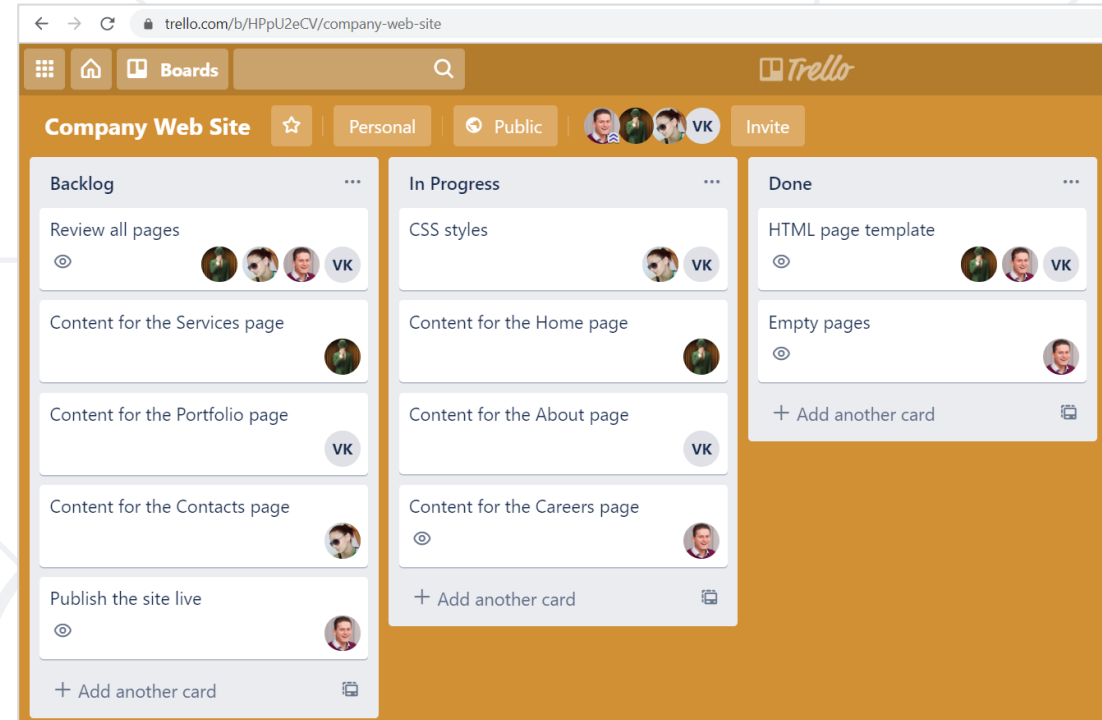 trello.com/b/HPpU2eCV/company-web-site
Boards
Trello
Company Web Site
Personal
Public
VK
Invite
Backlog
Review all pages
VK
Content for the Services page
Content for the Portfolio page
VK
Content for the Contacts page
Publish the site live
+ Add another card
In Progress
CSS styles
VK
Content for the Home page
Content for the About page
VK
Content for the Careers page
+ Add another card
Done
HTML page template
VK
Empty pages
+ Add another card